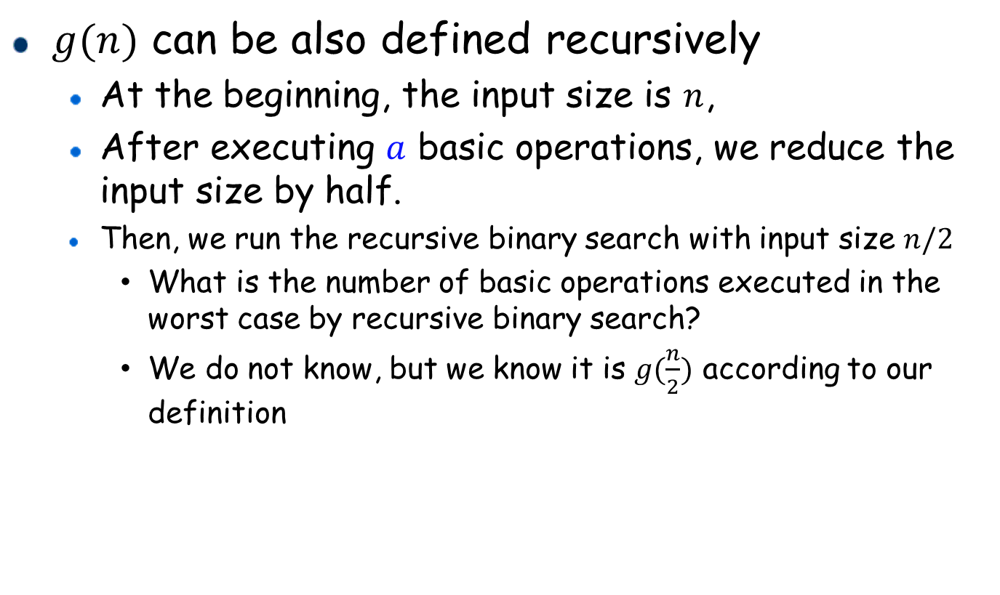 • g(n) can be also defined recursively
• At the beginning, the input size is n,
• After executing a basic operations, we reduce the
input size by half.
• Then, we run the recursive binary search with input size n/2
• What is the number of basic operations executed in the
worst case by recursive binary search?
• We do not know, but we know it is g(n/2) according to our
definition